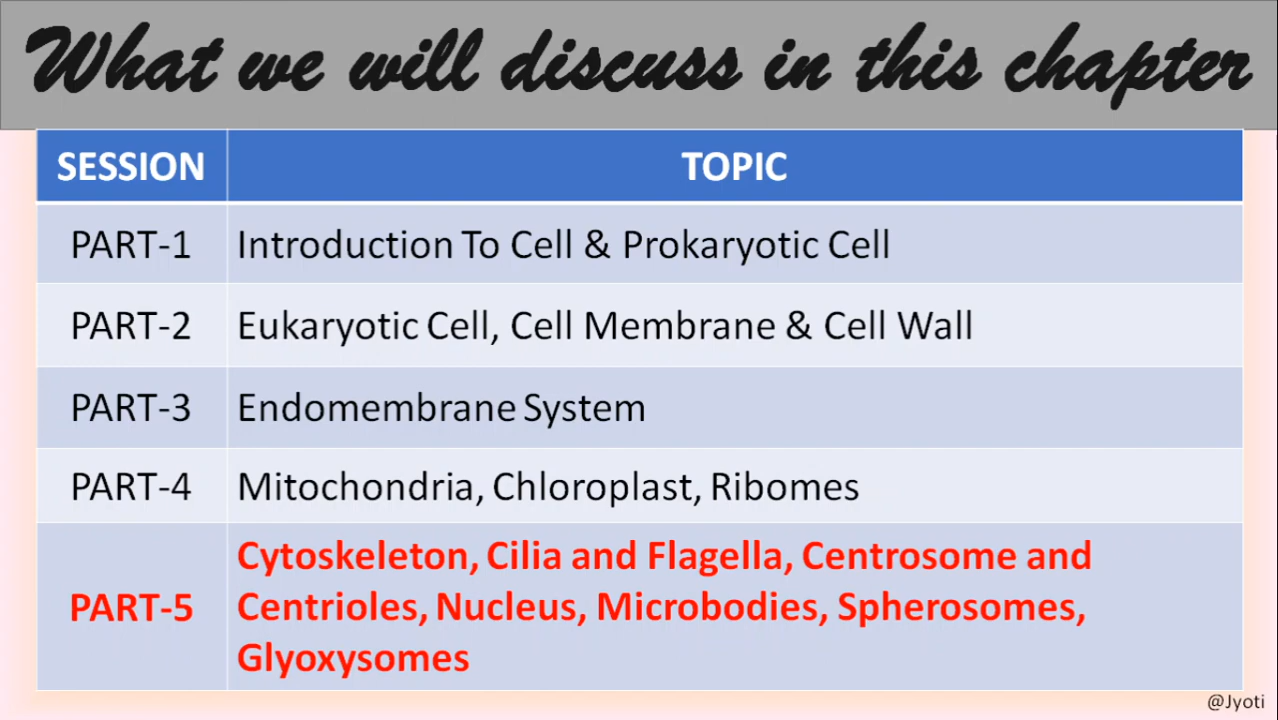 What we will discuss in this chapter
SESSION TOPIC
PART-1 Introduction To Cell & Prokaryotic Cell
PART-2 Eukaryotic Cell, Cell Membrane & Cell Wall
PART-3 Endomembrane System
PART-4 Mitochondria, Chloroplast, Ribomes
PART-5 Cytoskeleton, Cilia and Flagella, Centrosome and
Centrioles, Nucleus, Microbodies, Spherosomes,
Glyoxysomes
@Jyoti